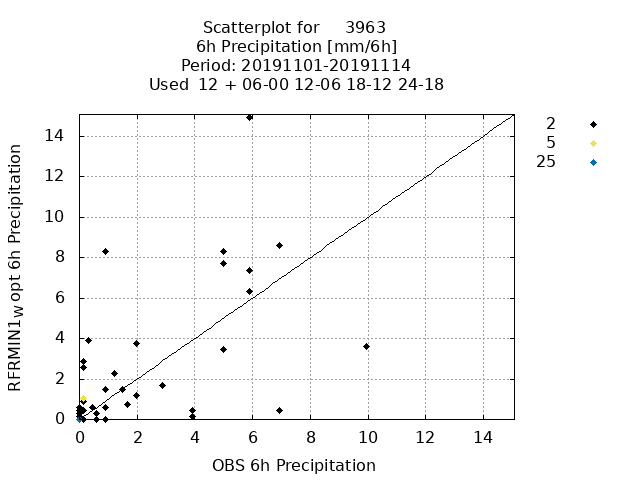 Scatterplot for 3963
6h Precipitation [mm/6h]
Period: 20191101-20191114
Used 12 + 06-00 12-06 18-12 24-18
2
5
25
14
12
10
8
6
4
2
0
0 2 4 6 8 10 12 14
RFRMIN1w opt 6h Precipitation
OBS 6h Precipitation